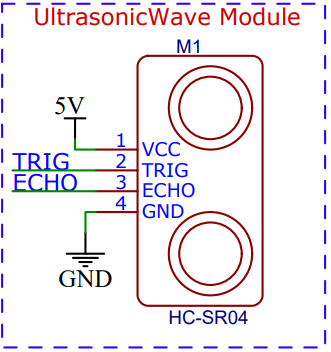 UltrasonicWave Module
M1
5V
1 VCC
TRIG 2 TRIG
ECHO 3 ECHO
4 GND
GND
HC-SR04